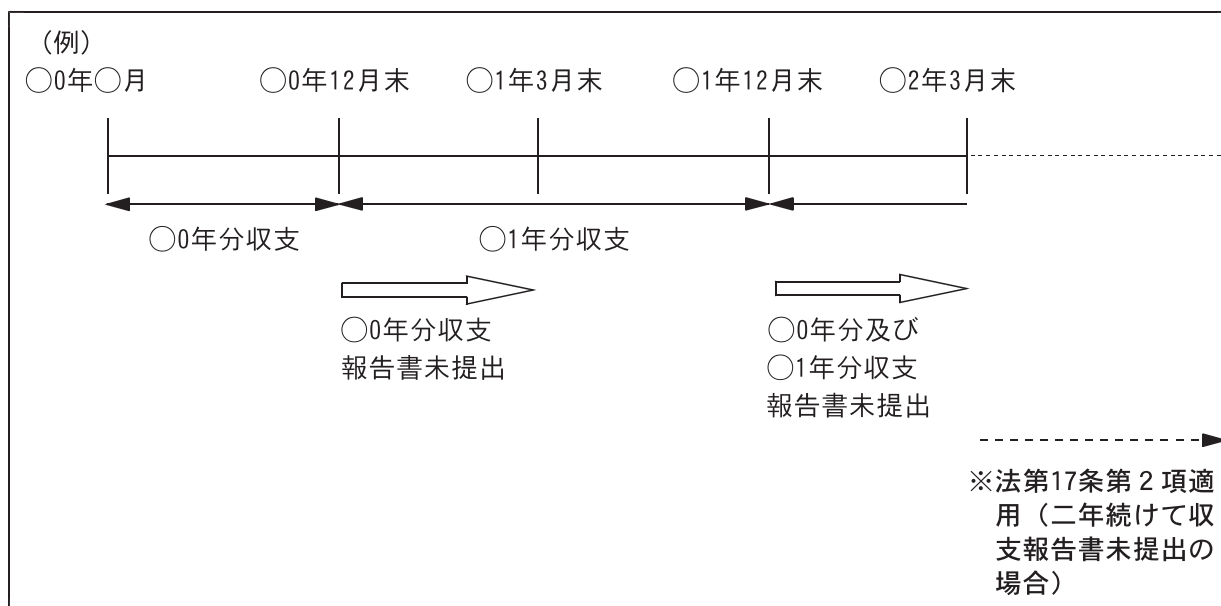 （例）
◯0年◯月
◯0年12月末
◯1年3月末
◯1年12月末
◯2年3月末
◯0年分収支
◯1年分収支
◯0年分収支
報告書未提出
◯0年分及び
◯1年分収支
報告書未提出
※法第17条第２項適
用（二年続けて収
支報告書未提出の
場合）